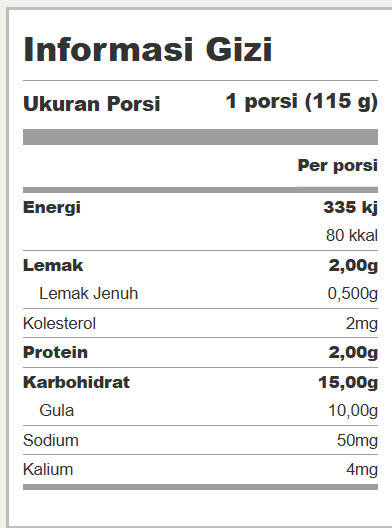 Informasi Gizi
Ukuran Porsi 1 porsi (115 g)
Per porsi
Energi 335 kj
80 kkal
Lemak 2,00g
Lemak Jenuh 0,500g
Kolesterol 2mg
Protein 2,00g
Karbohidrat 15,00g
Gula 10,00g
Sodium 50mg
Kalium 4mg